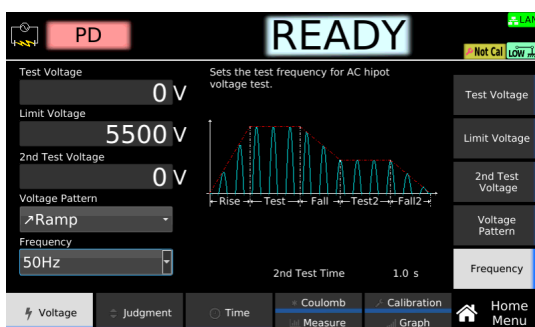 PD
READY
LAN
Not Cal
LOW
Test Voltage
0 V
Limit Voltage
5500 V
2nd Test Voltage
0 V
Voltage Pattern
↗Ramp
Frequency
50Hz
Sets the test frequency for AC hipot
voltage test.
Rise
Test
Fall
Test2
Fall2
2nd Test Time 1.0 s
Test Voltage
Limit Voltage
2nd Test
Voltage
Voltage
Pattern
Frequency
Voltage
Judgment
Time
Coulomb
Measure
Calibration
Graph
Home
Menu